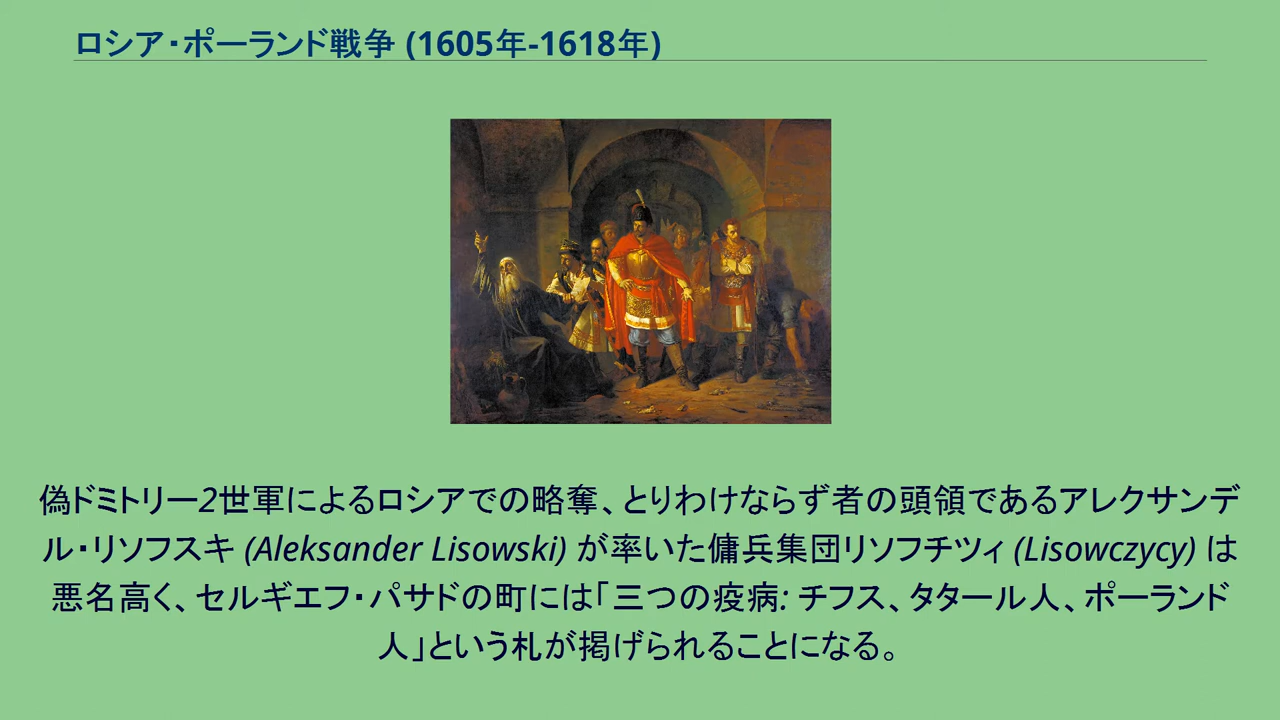 ロシア・ポーランド戦争 (1605年-1618年)
偽ドミトリー2世軍によるロシアでの略奪、とりわけならず者の頭領であるアレクサンデ
ル・リソフスキ (Aleksander Lisowski) が率いた傭兵集団リソフチツィ (Lisowczycy) は
悪名高く、セルギエフ・パサドの町には「三つの疫病: チフス、タタール人、ポーランド
人」という札が掲げられることになる。